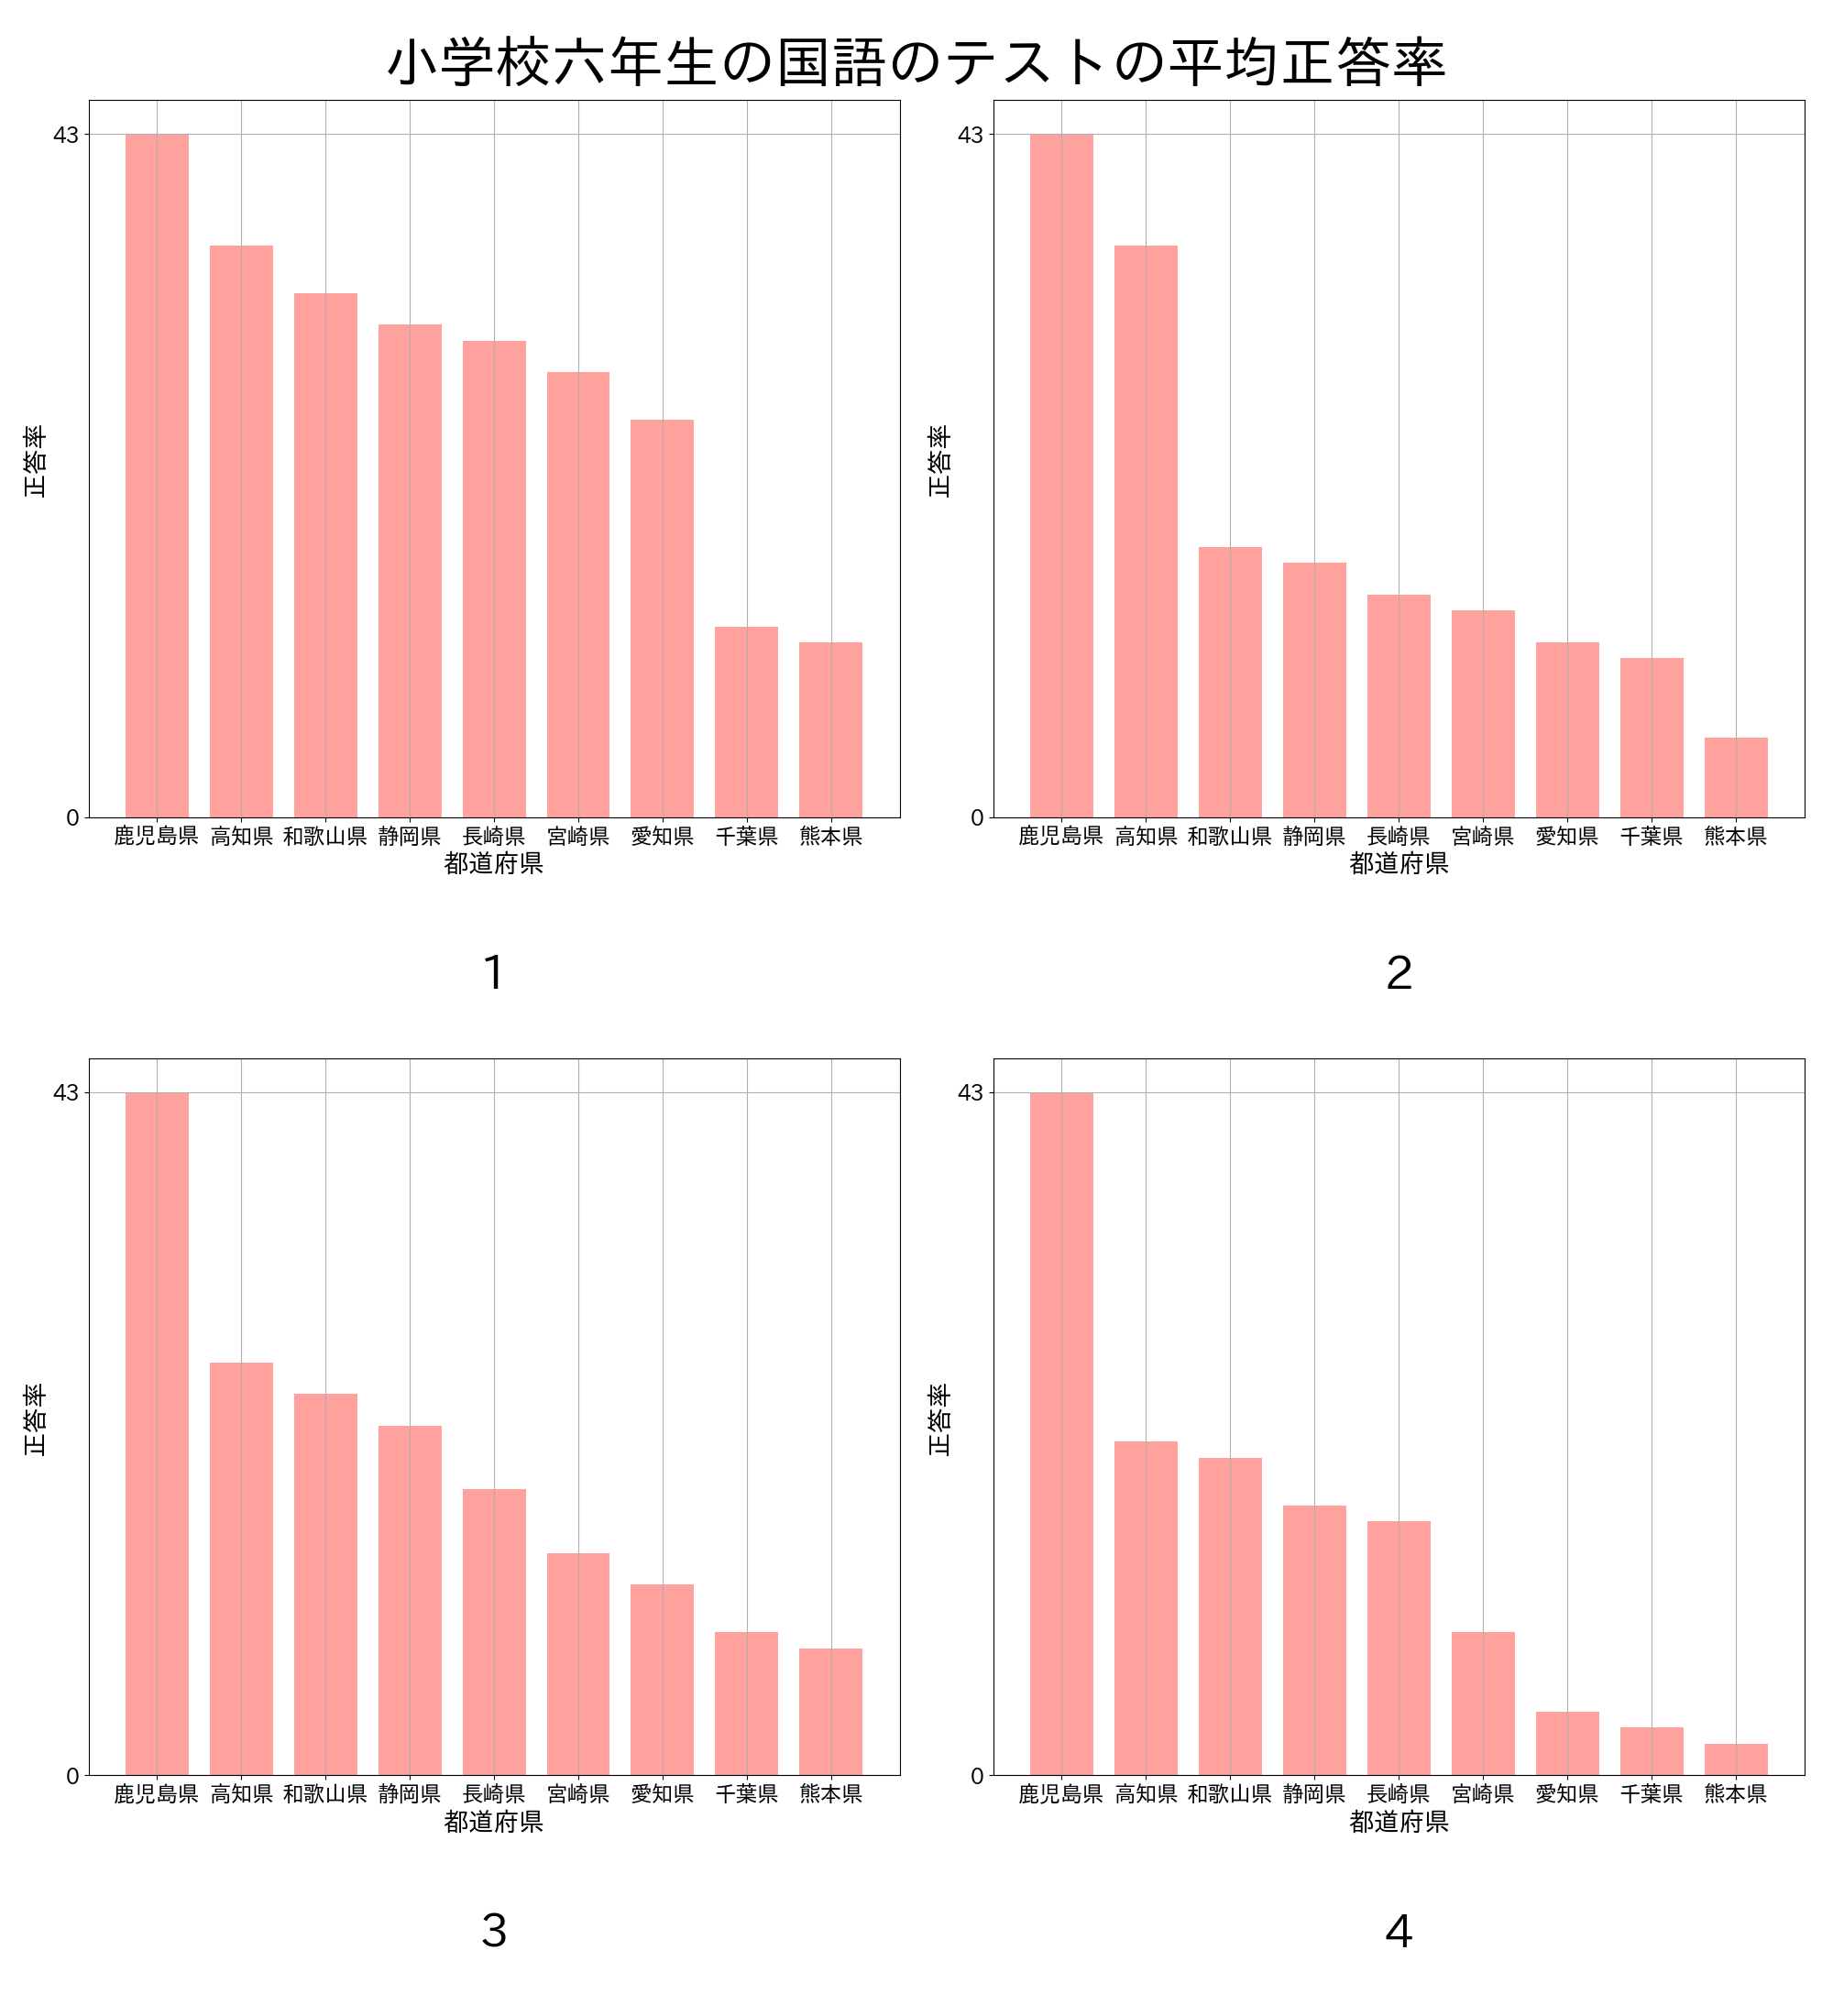 小学校六年生の国語のテストの平均正答率
43
0
正答率
鹿児島県 高知県 和歌山県 静岡県 長崎県 宮崎県 愛知県 千葉県 熊本県
都道府県
1
43
0
正答率
鹿児島県 高知県 和歌山県 静岡県 長崎県 宮崎県 愛知県 千葉県 熊本県
都道府県
2
43
0
正答率
鹿児島県 高知県 和歌山県 静岡県 長崎県 宮崎県 愛知県 千葉県 熊本県
都道府県
3
43
0
正答率
鹿児島県 高知県 和歌山県 静岡県 長崎県 宮崎県 愛知県 千葉県 熊本県
都道府県
4